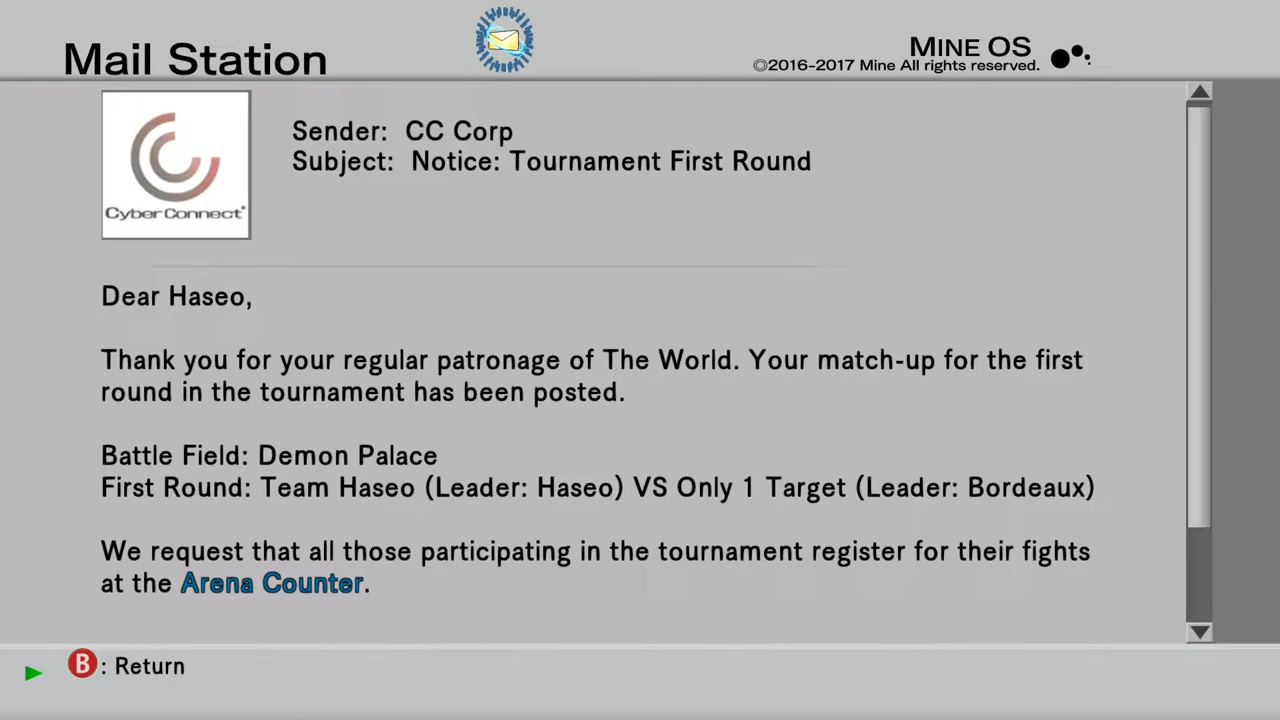 Mail Station
MINE OS
©2016-2017 Mine All rights reserved.
CyberConnect
Sender: CC Corp
Subject: Notice: Tournament First Round
Dear Haseo,
Thank you for your regular patronage of The World. Your match-up for the first
round in the tournament has been posted.
Battle Field: Demon Palace
First Round: Team Haseo (Leader: Haseo) VS Only 1 Target (Leader: Bordeaux)
We request that all those participating in the tournament register for their fights
at the Arena Counter.
B: Return